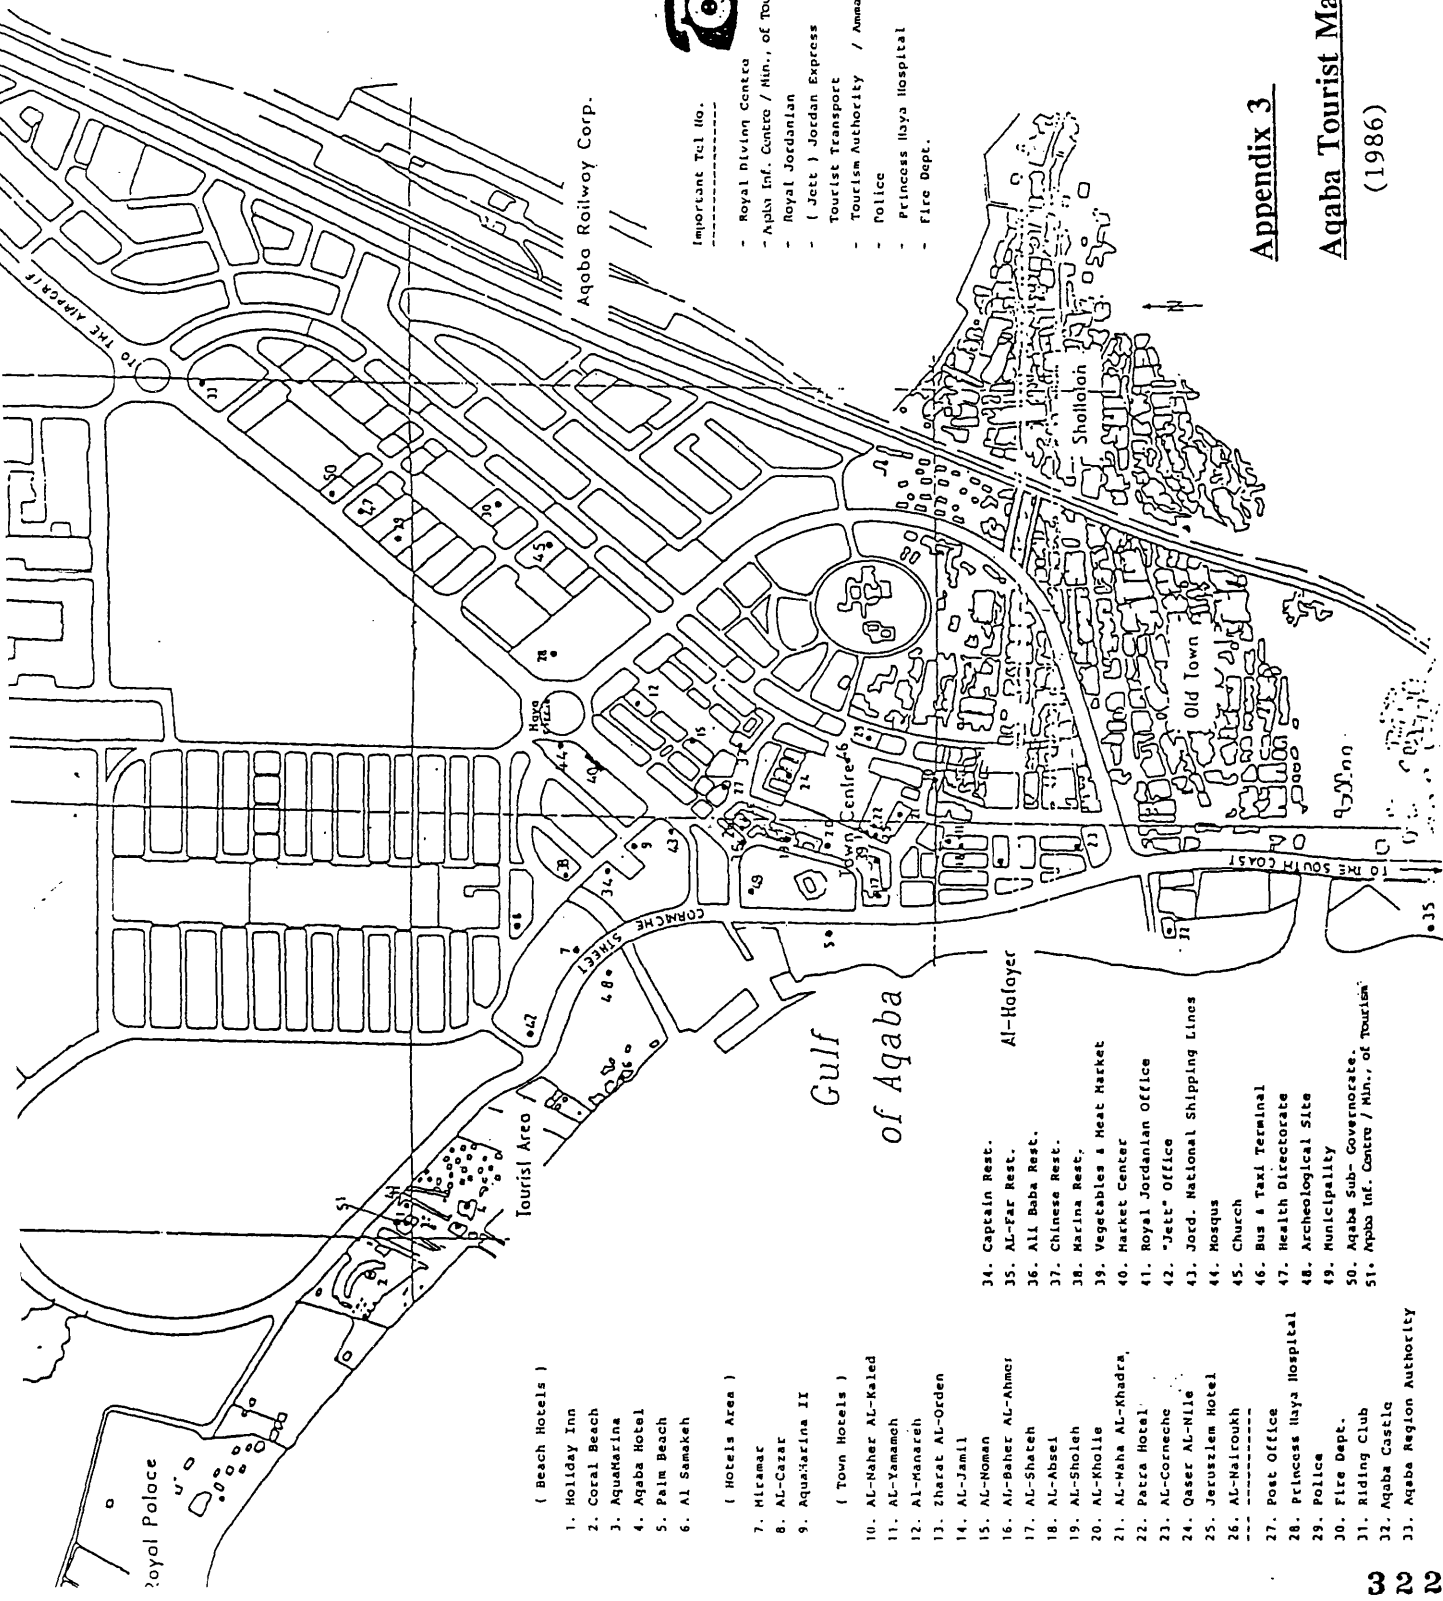 Appendix 3
Aqaba Tourist Ma
(1986)
Important Tel No.
- Royal Diving Centre
- Aqaba Inf. Centre / Min., of Tou
- Royal Jordanian
- ( Jett ) Jordan Express
Tourist Transport
- Tourism Authority / Amma
- Police
- Princess Haya Hospital
- Fire Dept.
Aqaba Railway Corp.
TO THE AIRPORT
Haya
Town Centre
Shallalah
Old Town
TO THE SOUTH COAST
CORNICHE STREET
Al-Hafayer
Gulf
of Aqaba
Tourist Area
Royal Palace
( Beach Hotels )
1. Holiday Inn
2. Coral Beach
3. AquaMarina
4. Aqaba Hotel
5. Palm Beach
6. Al Samakeh
( Hotels Area )
7. Miramar
8. AL-Cazar
9. AquaMarina II
( Town Hotels )
10. AL-Naher AL-Kaled
11. AL-Yamameh
12. Al-Manareh
13. Zharat AL-Orden
14. AL-Jamil
15. AL-Noman
16. AL-Baher AL-Ahmer
17. AL-Shateh
18. AL-Absei
19. AL-Sholeh
20. AL-Kholie
21. AL-Waha AL-Khadra
22. Patra Hotel
23. AL-Corneche
24. Qaser AL-Nile
25. Jeruszlem Hotel
26. AL-Nairoukh
27. Post Office
28. Princess Haya Hospital
29. Police
30. Fire Dept.
31. Riding Club
32. Aqaba Castle
33. Aqaba Region Authority
34. Captain Rest.
35. AL-Far Rest.
36. Ali Baba Rest.
37. Chinese Rest.
38. Marina Rest.
39. Vegetables & Meat Market
40. Market Center
41. Royal Jordanian Office
42. "Jett" Office
43. Jord. National Shipping Lines
44. Mosqus
45. Church
46. Bus & Taxi Terminal
47. Health Directorate
48. Archeological Site
49. Municipality
50. Aqaba Sub- Governorate.
51. Aqaba Inf. Centre / Min., of Tourism
322